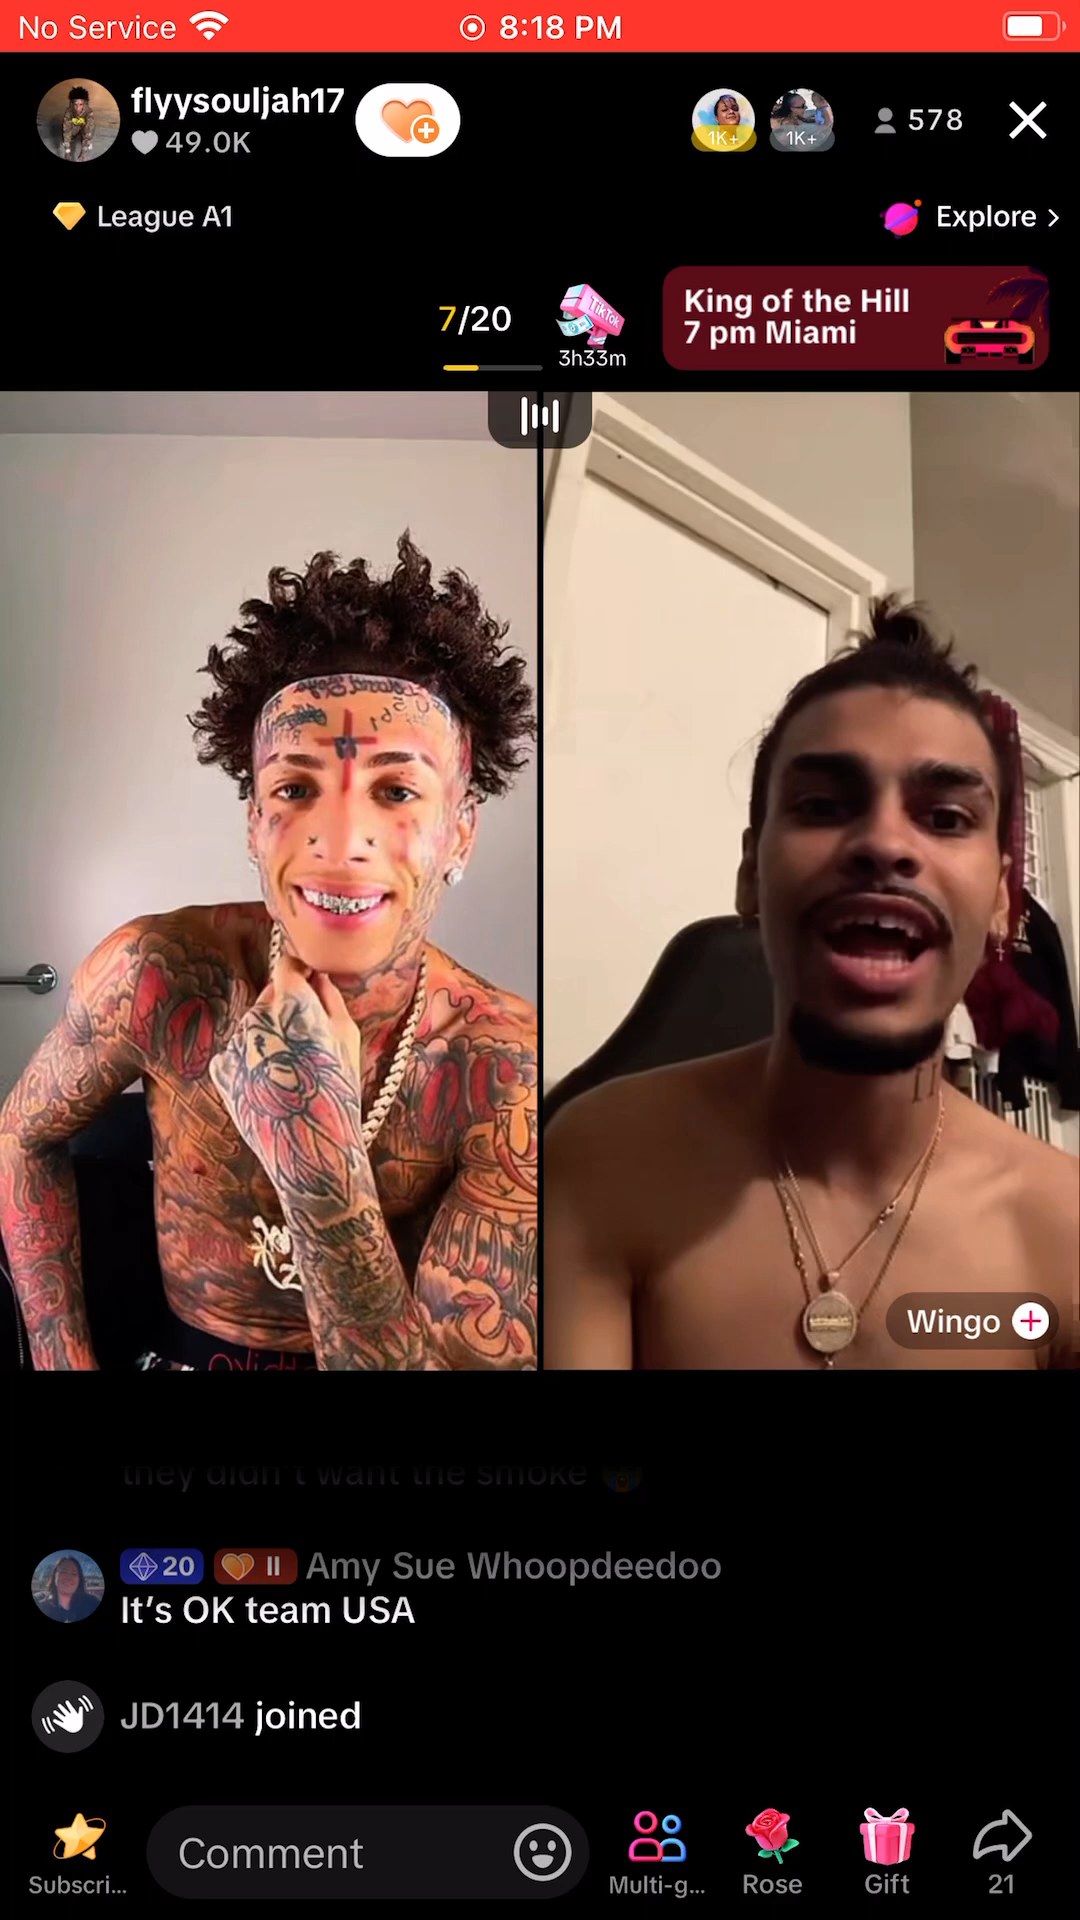 No Service 8:18 PM
flyysouljah17
49.0K
1K+ 1K+ 578
League A1
Explore >
7/20
TikTok
3h33m
King of the Hill
7 pm Miami
Wingo +
they didn't want the smoke
20 II Amy Sue Whoopdeedoo
It's OK team USA
JD1414 joined
Comment
Subscri... Multi-g... Rose Gift 21